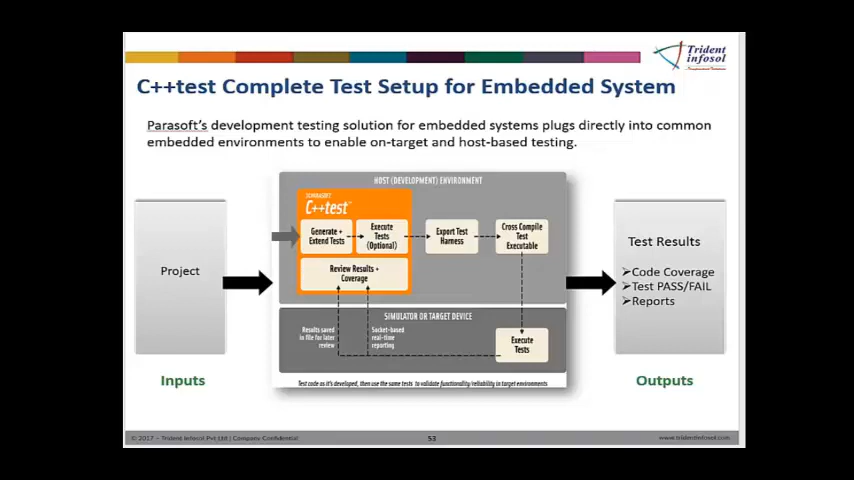 Trident
infosol
C++test Complete Test Setup for Embedded System
Parasoft's development testing solution for embedded systems plugs directly into common
embedded environments to enable on-target and host-based testing.
HOST (DEVELOPMENT) ENVIRONMENT
PARASOFT
C++test
Generate +
Extend Tests
Execute
Tests
(Optional)
Export Test
Harness
Cross Compile
Test
Executable
Review Results +
Coverage
Project
Inputs
SIMULATOR OR TARGET DEVICE
Results saved
in file for later
review
Socket-based
real-time
reporting
Execute
Tests
Test code as it's developed, then use the same tests to validate functionality/reliability in target environments
Test Results
➢Code Coverage
➢Test PASS/FAIL
➢Reports
Outputs
© 2017 – Trident Infosol Pvt Ltd | Company Confidential
53
www.tridentinfosol.com